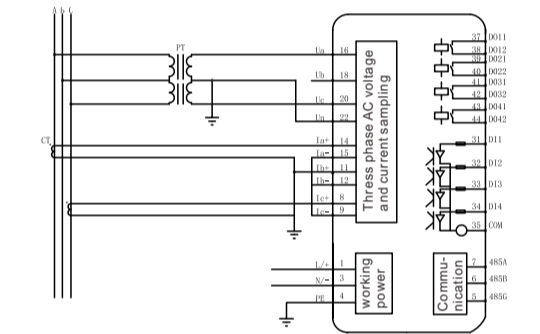 A b C
PT
CT
Ua 16
Ub 18
Uc 20
Un 22
Ia+ 14
Ia- 15
Ib+ 11
Ib- 12
Ic+ 8
Ic- 9
L/+ 1
N/- 3
PE 4
Thress phase AC voltage
and current sampling
working
power
37 DO11
38 DO12
39 DO21
40 DO22
41 DO31
42 DO32
43 DO41
44 DO42
31 DI1
32 DI2
33 DI3
34 DI4
35 COM
Commu-
nication
7 485A
6 485B
5 485G